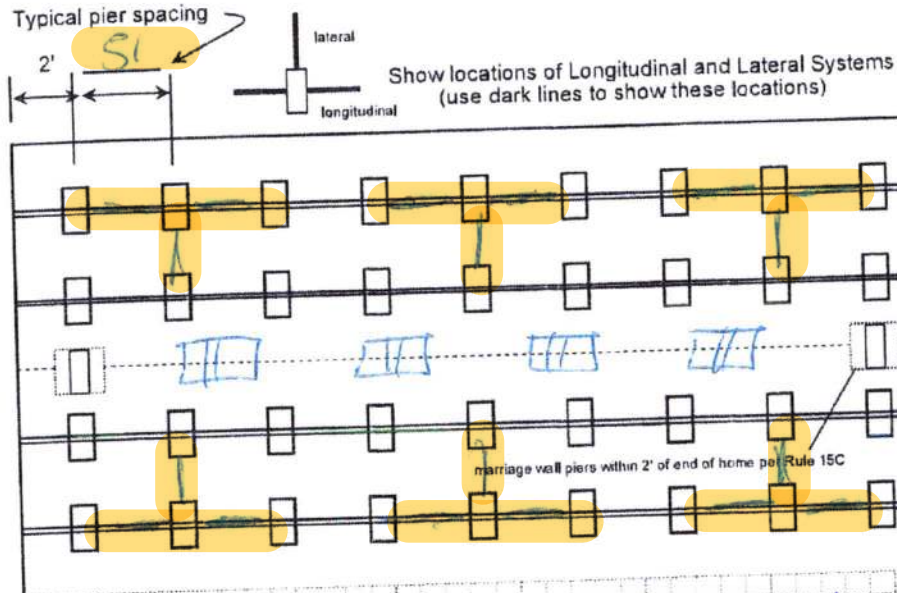 Typical pier spacing
2'
lateral
longitudinal
Show locations of Longitudinal and Lateral Systems
(use dark lines to show these locations)
marriage wall piers within 2' of end of home per Rule 15C